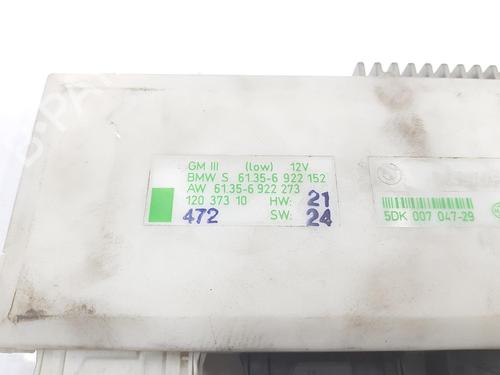 GM III (low) 12V
BMW S 61.35-6 922 152
AW 61.35-6 922 273
120 373 10 HW: 21
472 SW: 24
5DK 007 047-29